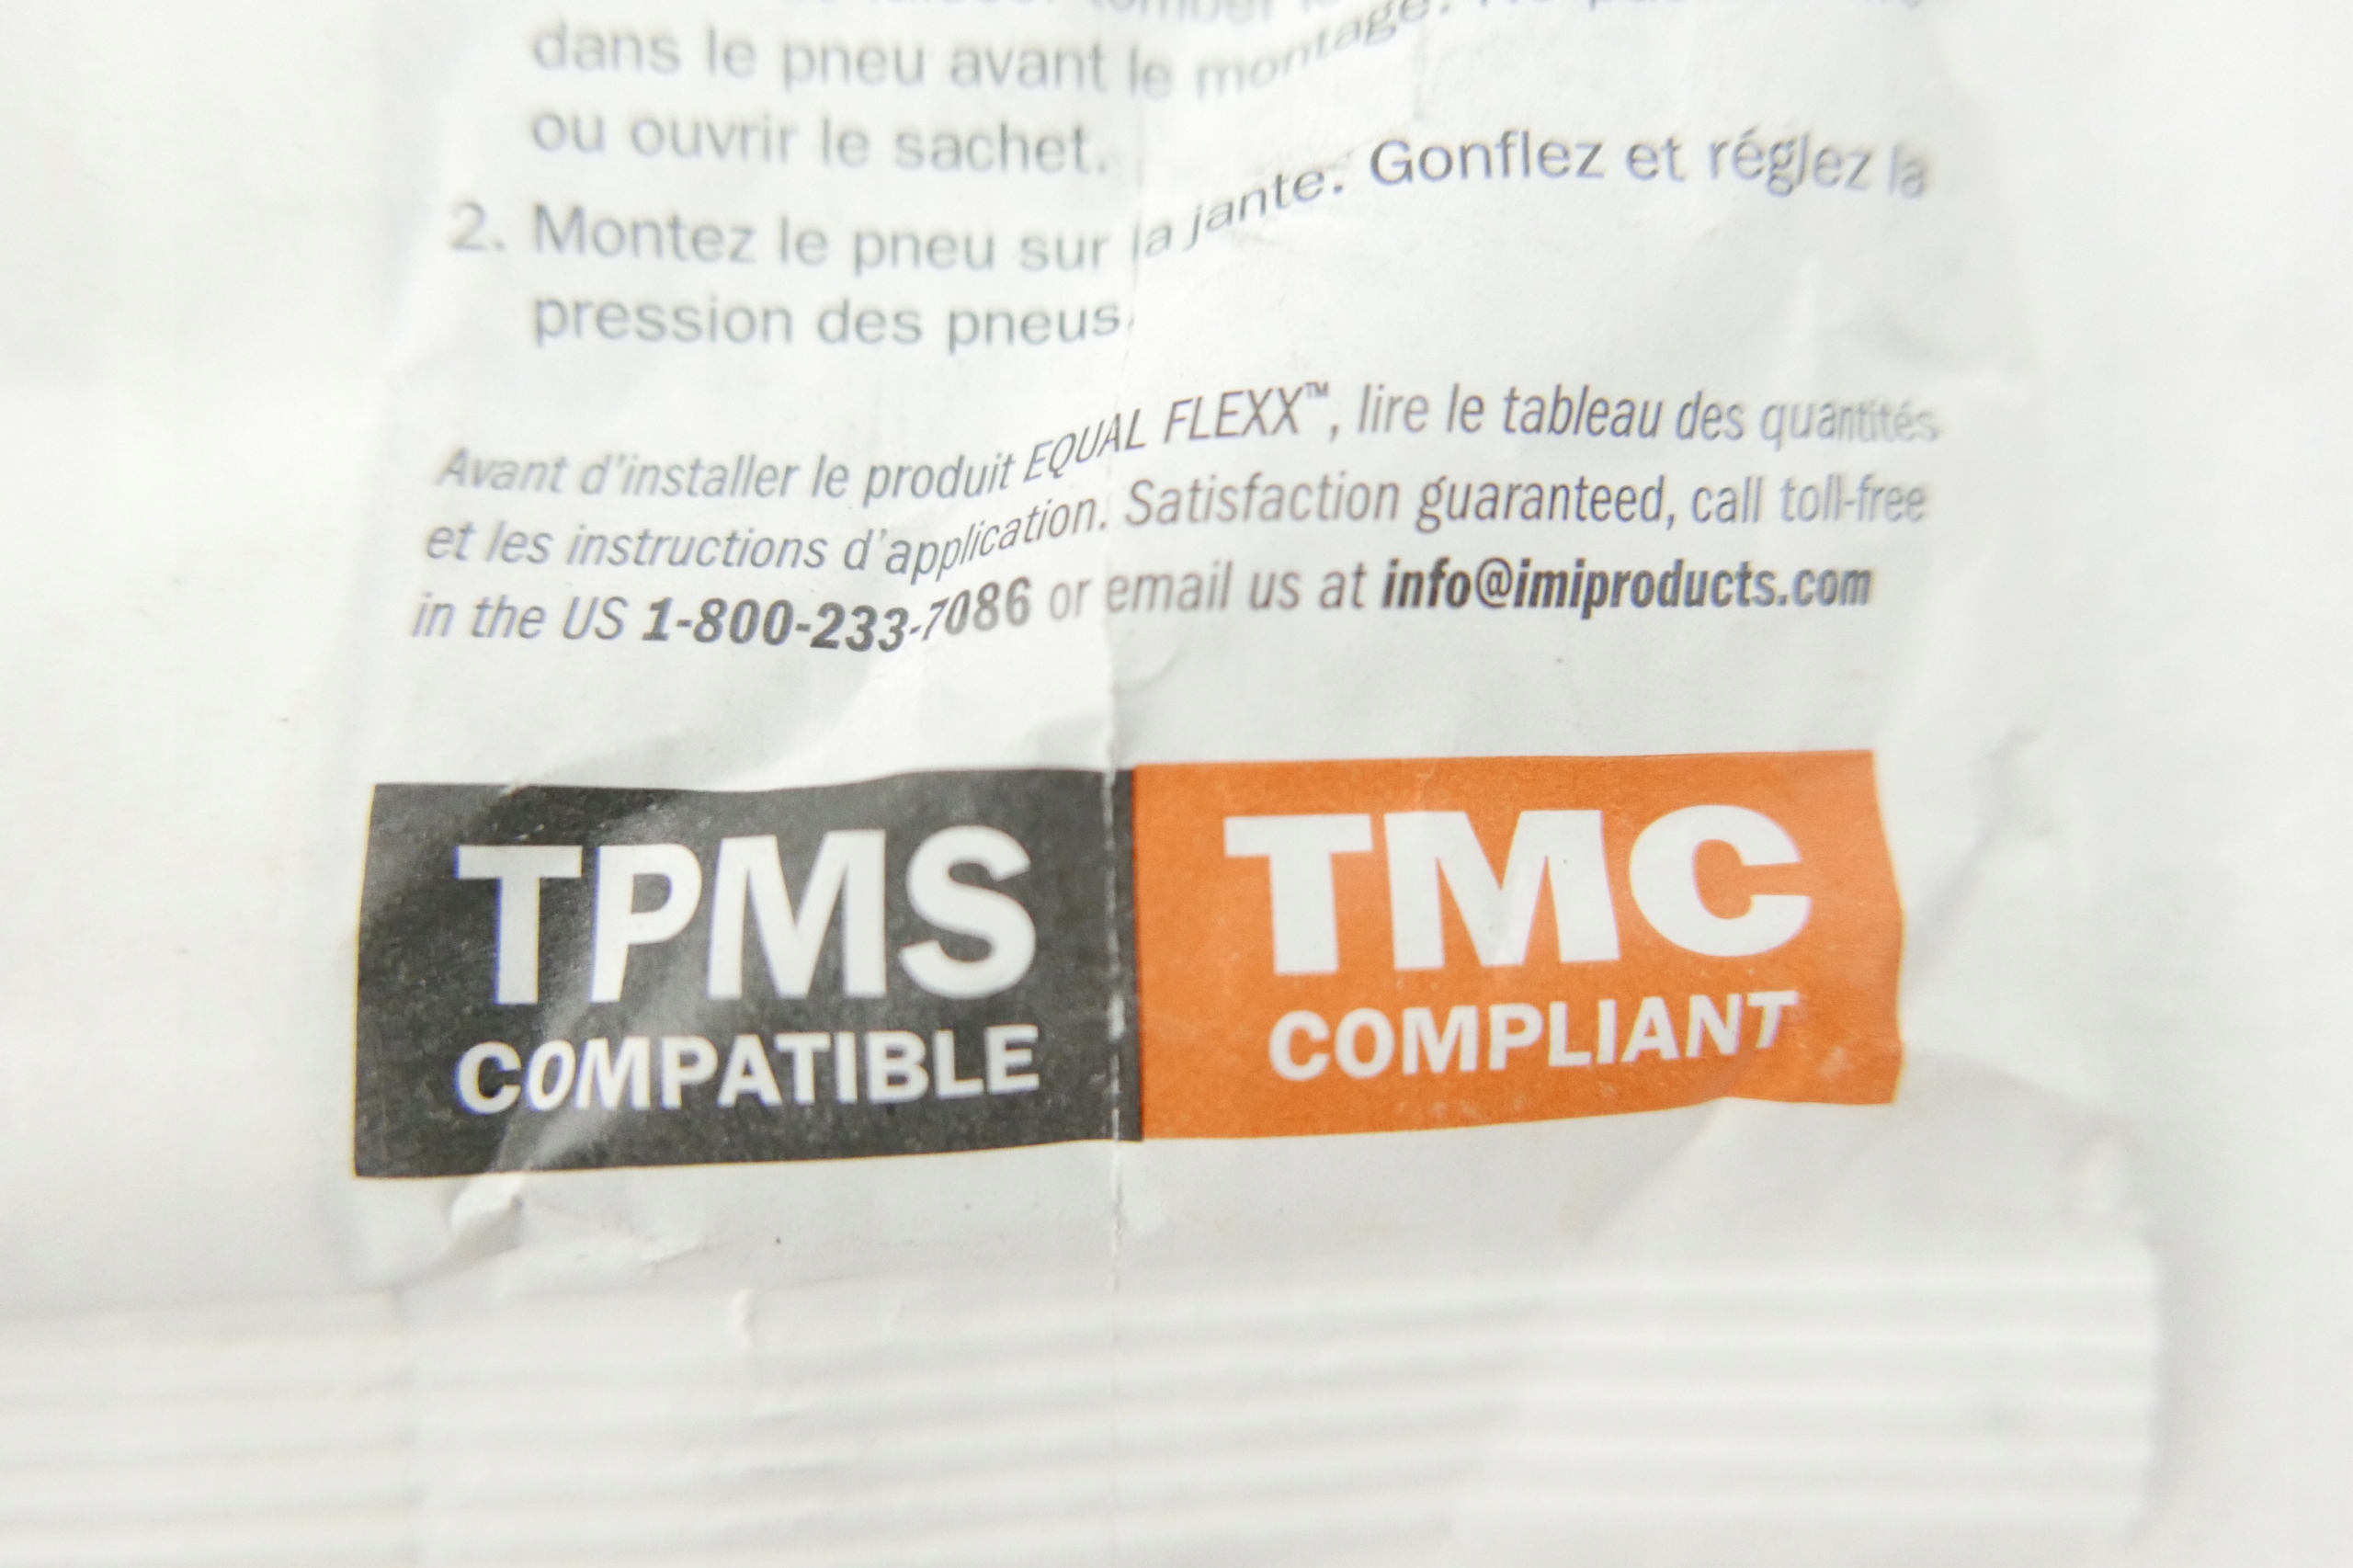 tomber
dans le pneu avant le montage.
ou ouvrir le sachet.
2. Montez le pneu sur la jante. Gonflez et réglez la
pression des pneus.
Avant d'installer le produit EQUAL FLEXX™, lire le tableau des quantités
et les instructions d'application. Satisfaction guaranteed, call toll-free
in the US 1-800-233-7086 or email us at info@imiproducts.com
TPMS
COMPATIBLE
TMC
COMPLIANT